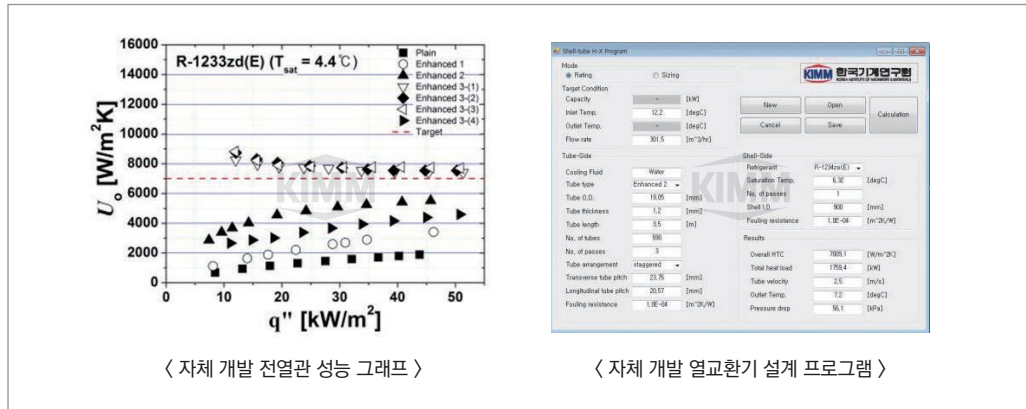 16000
14000
12000
10000
8000
6000
4000
2000
0
0 10 20 30 40 50
U_o [W/m²K]
q" [kW/m²]
R-1233zd(E) (T_sat = 4.4℃)
Plain
Enhanced 1
Enhanced 2
Enhanced 3-(1)
Enhanced 3-(2)
Enhanced 3-(3)
Enhanced 3-(4)
Target
KIMM
〈 자체 개발 전열관 성능 그래프 〉
Shell-tube H-X Program
KIMM 한국기계연구원
Mode
Rating Sizing
Target Condition
Capacity - [kW]
Inlet Temp. 12,2 [degC]
Outlet Temp. - [degC]
Flow rate 301,5 [m^3/hr]
New Open Calculation
Cancel Save
Tube-Side
Cooling Fluid Water
Tube type Enhanced 2
Tube O.D. 19,05 [mm]
Tube thickness 1,2 [mm]
Tube length 3,5 [m]
No. of tubes 590
No. of passes 3
Tube arrangement staggered
Transverse tube pitch 23,75 [mm]
Longitudinal tube pitch 20,57 [mm]
Fouling resistance 1,0E-04 [m^2K/W]
Shell-Side
Refrigerant R-1234ze(E)
Saturation Temp. 6,32 [degC]
No. of passes 1
Shell I.D. 900 [mm]
Fouling resistance 1,0E-04 [m^2K/W]
Results
Overall HTC 7009,1 [W/m^2K]
Total heat load 1759,4 [kW]
Tube velocity 2,5 [m/s]
Outlet Temp. 7,2 [degC]
Pressure drop 56,1 [kPa]
KIMM
〈 자체 개발 열교환기 설계 프로그램 〉